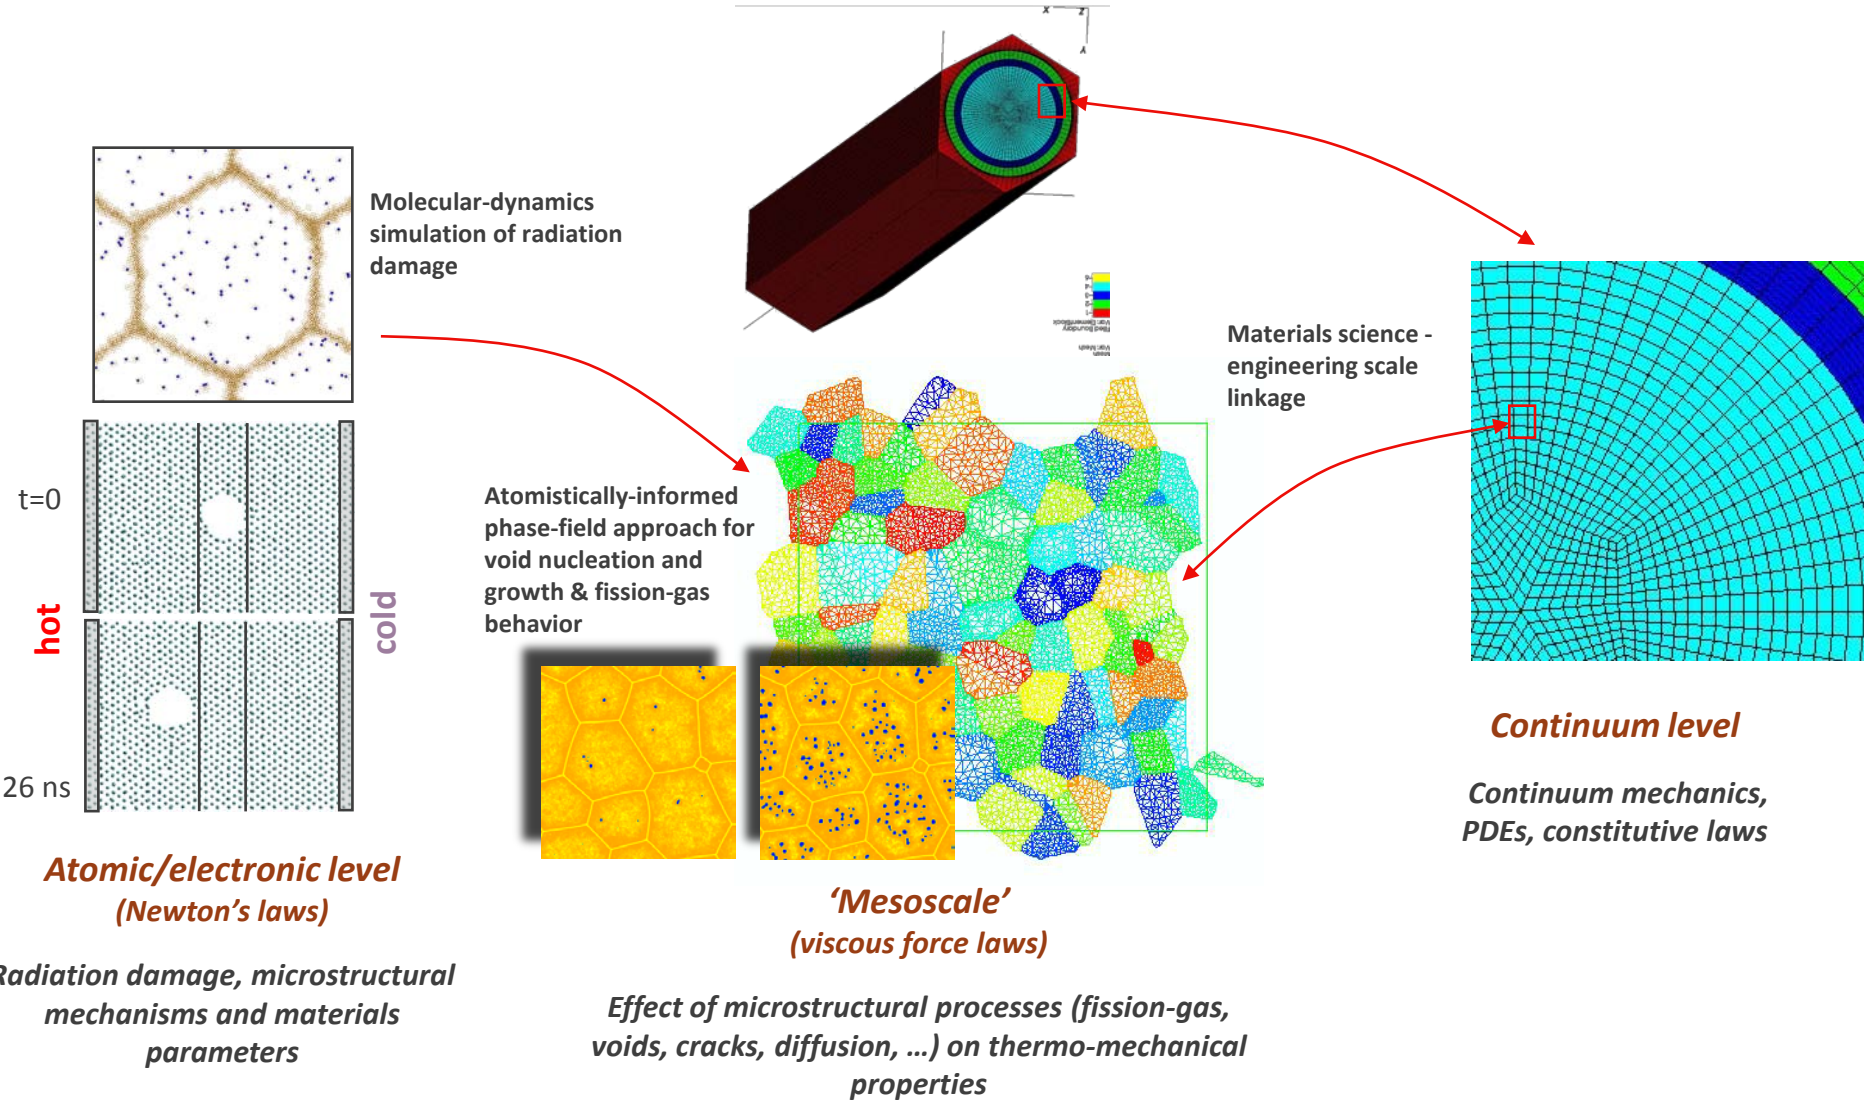 X
Z
Y
Molecular-dynamics
simulation of radiation
damage
Materials science -
engineering scale
linkage
t=0
hot
cold
26 ns
Atomistically-informed
phase-field approach for
void nucleation and
growth & fission-gas
behavior
Atomic/electronic level
(Newton’s laws)
Radiation damage, microstructural
mechanisms and materials
parameters
‘Mesoscale’
(viscous force laws)
Effect of microstructural processes (fission-gas,
voids, cracks, diffusion, ...) on thermo-mechanical
properties
Continuum level
Continuum mechanics,
PDEs, constitutive laws